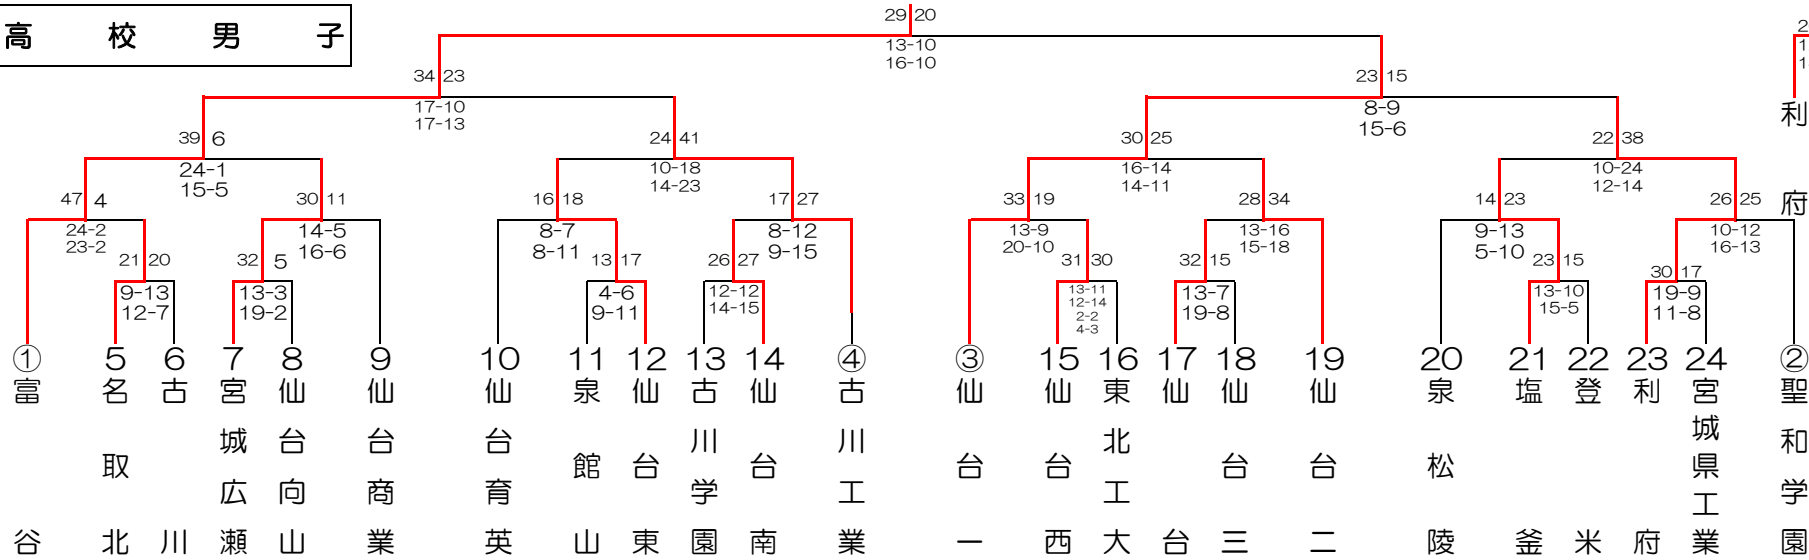 高校男子
29 20
13-10
16-10
34 23
17-10
17-13
23 15
8-9
15-6
39 6
24-1
15-5
24 41
10-18
14-23
30 25
16-14
14-11
22 38
10-24
12-14
47 4
24-2
23-2
30 11
14-5
16-6
16 18
8-7
8-11
17 27
8-12
9-15
33 19
13-9
20-10
28 34
13-16
15-18
14 23
9-13
5-10
26 25
10-12
16-13
21 20
9-13
12-7
32 5
13-3
19-2
13 17
4-6
9-11
26 27
12-12
14-15
31 30
13-11
12-14
2-2
4-3
32 15
13-7
19-8
23 15
13-10
15-5
30 17
19-9
11-8
① 富谷
5 名取北
6 古川
7 宮城広瀬
8 仙台向山
9 仙台商業
10 仙台育英
11 泉館山
12 仙台東
13 古川学園
14 仙台南
④ 古川工業
③ 仙台一
15 仙台西
16 東北工大
17 仙台
18 仙台三
19 仙台二
20 泉松陵
21 塩釜
22 登米
23 利府
24 宮城県工業
② 聖和学園
利府